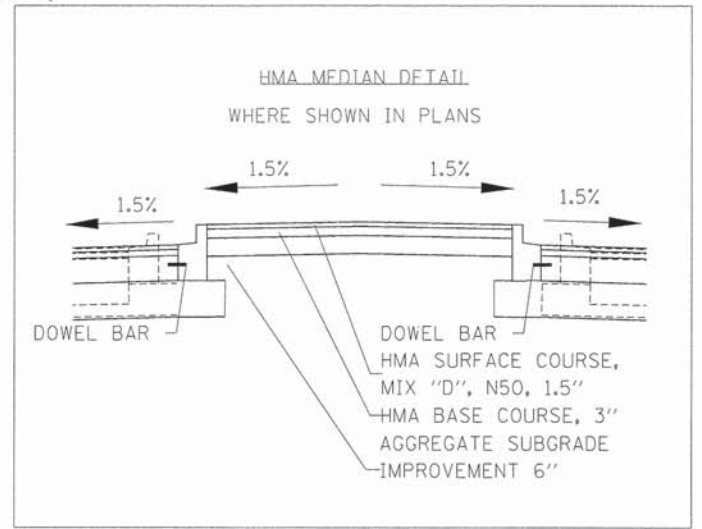 HMA MEDIAN DETAIL
WHERE SHOWN IN PLANS
1.5% 1.5%
1.5% 1.5%
DOWEL BAR DOWEL BAR
HMA SURFACE COURSE,
MIX "D", N50, 1.5"
HMA BASE COURSE, 3"
AGGREGATE SUBGRADE
IMPROVEMENT 6"